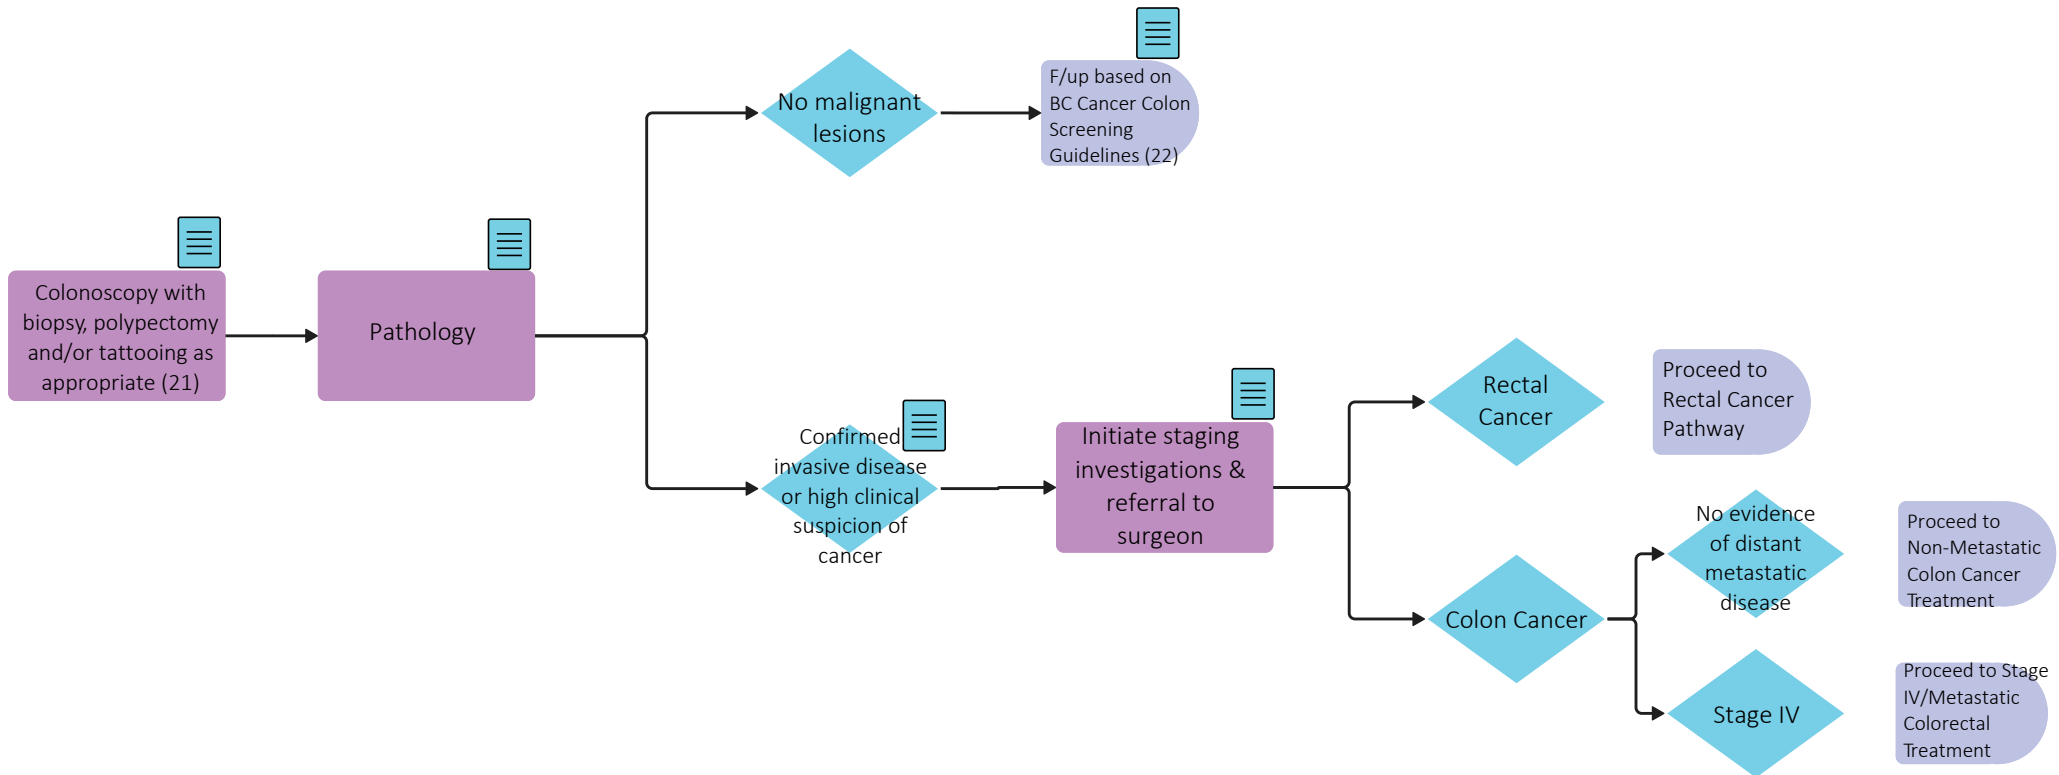 Colonoscopy with
biopsy, polypectomy
and/or tattooing as
appropriate (21)
Pathology
No malignant
lesions
F/up based on
BC Cancer Colon
Screening
Guidelines (22)
Confirmed
invasive disease
or high clinical
suspicion of
cancer
Initiate staging
investigations &
referral to
surgeon
Rectal
Cancer
Proceed to
Rectal Cancer
Pathway
Colon Cancer
No evidence
of distant
metastatic
disease
Proceed to
Non-Metastatic
Colon Cancer
Treatment
Stage IV
Proceed to Stage
IV/Metastatic
Colorectal
Treatment